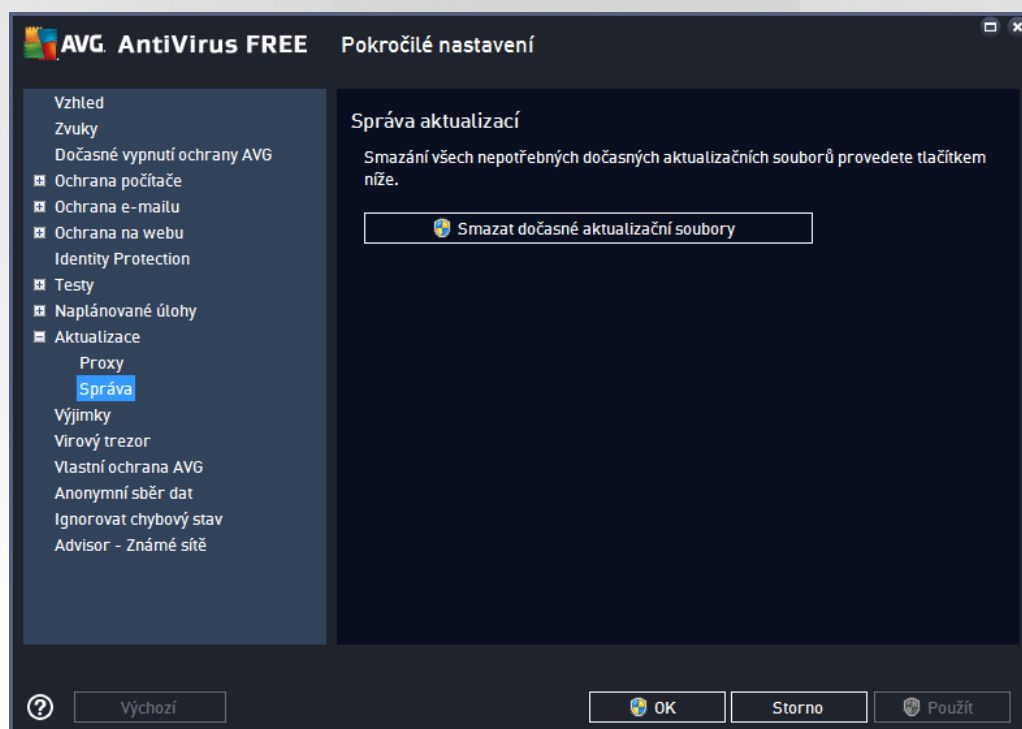 AVG. AntiVirus FREE
Pokročilé nastavení
Vzhled
Zvuky
Dočasné vypnutí ochrany AVG
Ochrana počítače
Ochrana e-mailu
Ochrana na webu
Identity Protection
Testy
Naplánované úlohy
Aktualizace
Proxy
Správa
Výjimky
Virový trezor
Vlastní ochrana AVG
Anonymní sběr dat
Ignorovat chybový stav
Advisor - Známé sítě
Správa aktualizací
Smazání všech nepotřebných dočasných aktualizačních souborů provedete tlačítkem
níže.
Smazat dočasné aktualizační soubory
Výchozí
OK
Storno
Použít